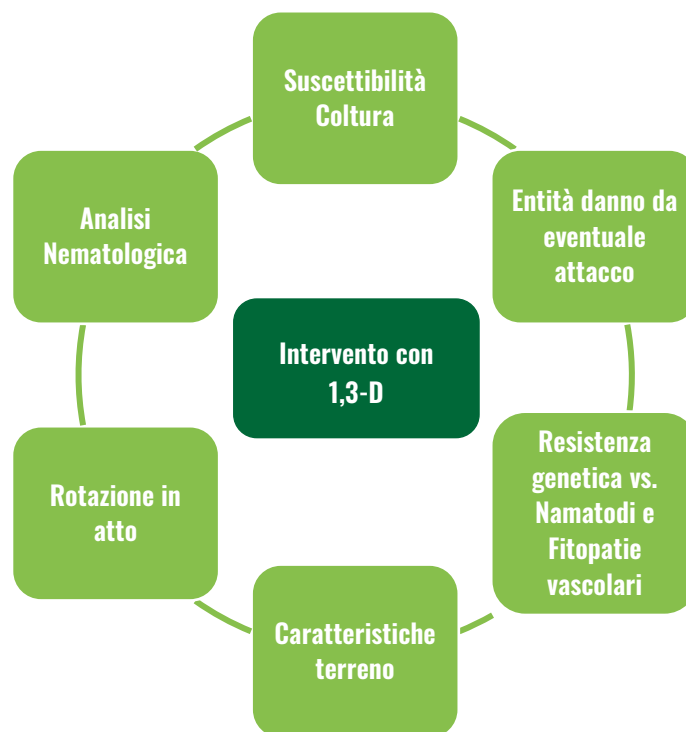 Suscettibilità
Coltura
Entità danno da
eventuale
attacco
Resistenza
genetica vs.
Namatodi e
Fitopatie
vascolari
Caratteristiche
terreno
Rotazione in
atto
Analisi
Nematologica
Intervento con
1,3-D